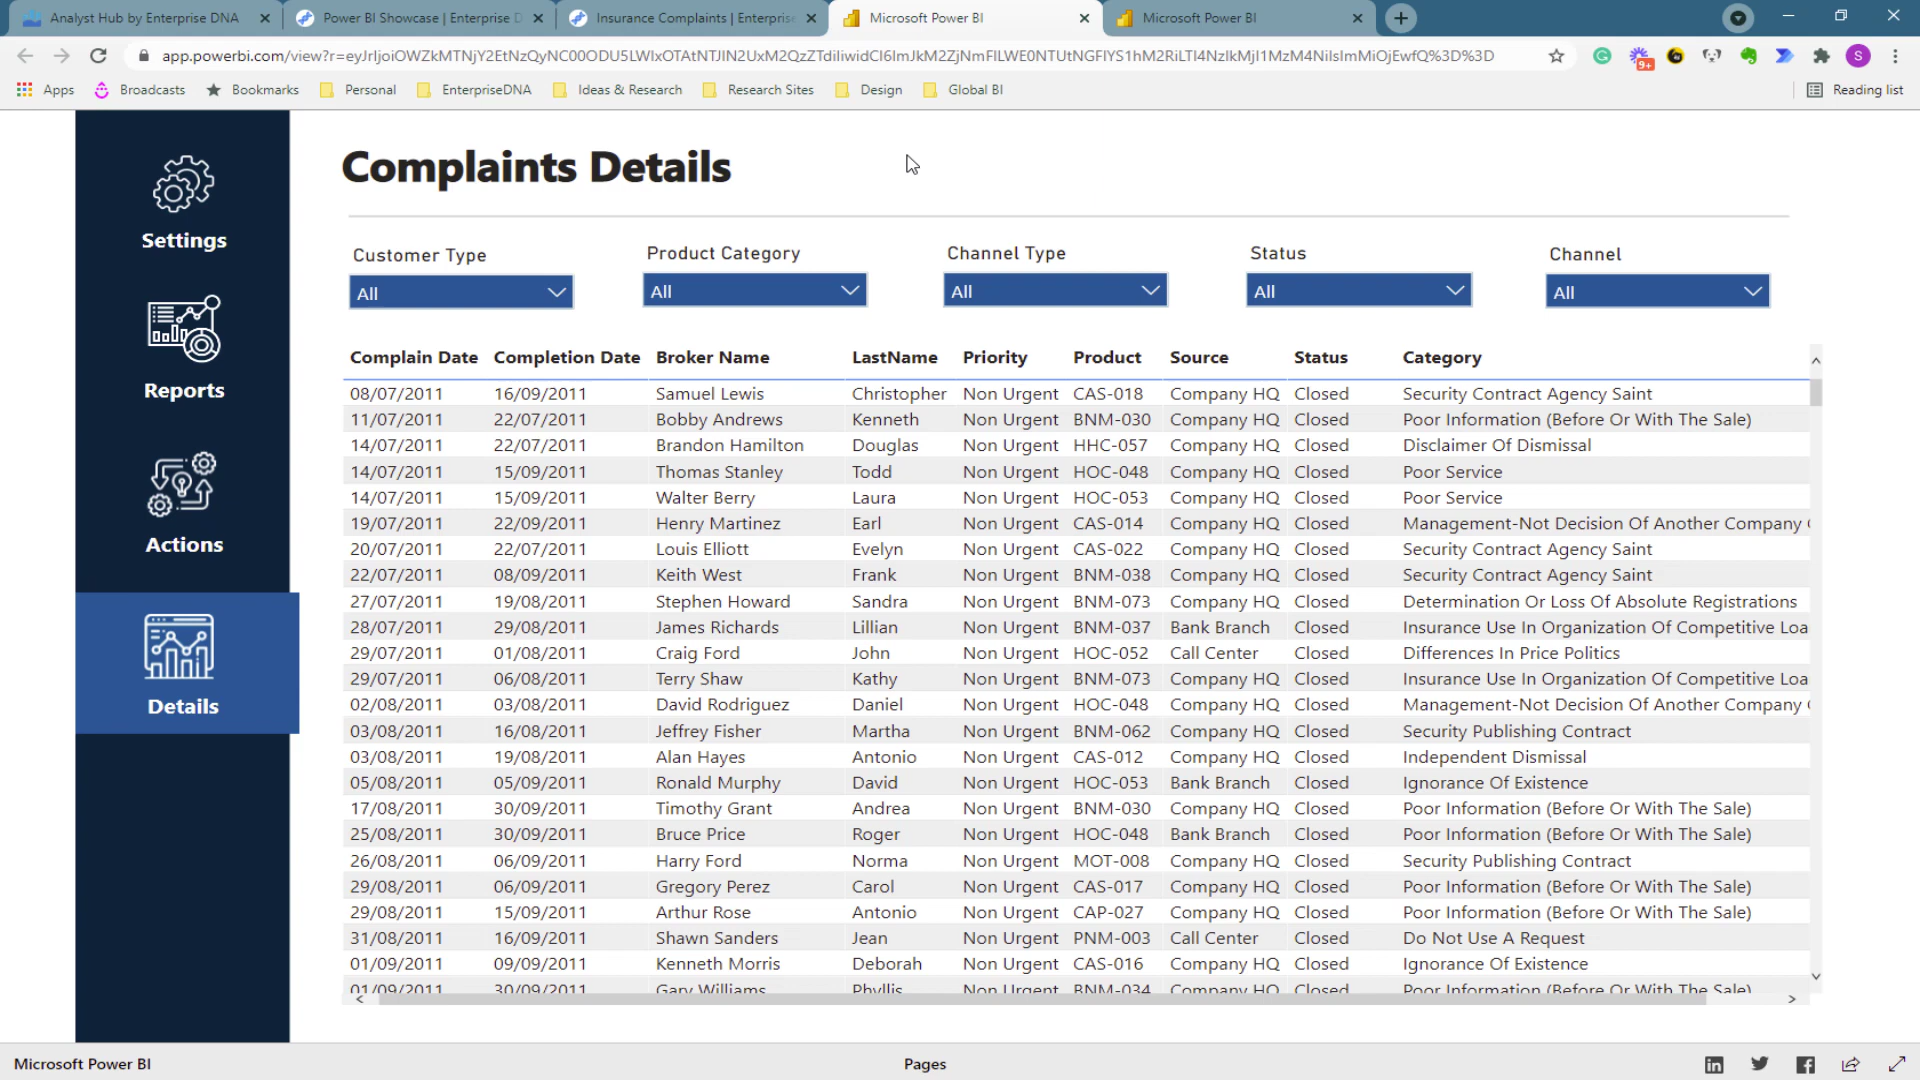 Analyst Hub by Enterprise DNA
Power BI Showcase | Enterprise D
Insurance Complaints | Enterpris
Microsoft Power BI
Microsoft Power BI
Apps
Broadcasts
Bookmarks
Personal
EnterpriseDNA
Ideas & Research
Research Sites
Design
Global BI
Reading list
9+
S
Settings
Reports
Actions
Details
Complaints Details
Customer Type
Product Category
Channel Type
Status
Channel
All
All
All
All
All
Complain Date Completion Date Broker Name LastName Priority Product Source Status Category
08/07/2011 16/09/2011 Samuel Lewis Christopher Non Urgent CAS-018 Company HQ Closed Security Contract Agency Saint
11/07/2011 22/07/2011 Bobby Andrews Kenneth Non Urgent BNM-030 Company HQ Closed Poor Information (Before Or With The Sale)
14/07/2011 22/07/2011 Brandon Hamilton Douglas Non Urgent HHC-057 Company HQ Closed Disclaimer Of Dismissal
14/07/2011 15/09/2011 Thomas Stanley Todd Non Urgent HOC-048 Company HQ Closed Poor Service
14/07/2011 15/09/2011 Walter Berry Laura Non Urgent HOC-053 Company HQ Closed Poor Service
19/07/2011 22/09/2011 Henry Martinez Earl Non Urgent CAS-014 Company HQ Closed Management-Not Decision Of Another Company
20/07/2011 22/07/2011 Louis Elliott Evelyn Non Urgent CAS-022 Company HQ Closed Security Contract Agency Saint
22/07/2011 08/09/2011 Keith West Frank Non Urgent BNM-038 Company HQ Closed Security Contract Agency Saint
27/07/2011 19/08/2011 Stephen Howard Sandra Non Urgent BNM-073 Company HQ Closed Determination Or Loss Of Absolute Registrations
28/07/2011 29/08/2011 James Richards Lillian Non Urgent BNM-037 Bank Branch Closed Insurance Use In Organization Of Competitive Loa
29/07/2011 01/08/2011 Craig Ford John Non Urgent HOC-052 Call Center Closed Differences In Price Politics
29/07/2011 06/08/2011 Terry Shaw Kathy Non Urgent BNM-073 Company HQ Closed Insurance Use In Organization Of Competitive Loa
02/08/2011 03/08/2011 David Rodriguez Daniel Non Urgent HOC-048 Company HQ Closed Management-Not Decision Of Another Company
03/08/2011 16/08/2011 Jeffrey Fisher Martha Non Urgent BNM-062 Company HQ Closed Security Publishing Contract
03/08/2011 19/08/2011 Alan Hayes Antonio Non Urgent CAS-012 Company HQ Closed Independent Dismissal
05/08/2011 05/09/2011 Ronald Murphy David Non Urgent HOC-053 Bank Branch Closed Ignorance Of Existence
17/08/2011 30/09/2011 Timothy Grant Andrea Non Urgent BNM-030 Company HQ Closed Poor Information (Before Or With The Sale)
25/08/2011 30/09/2011 Bruce Price Roger Non Urgent HOC-048 Bank Branch Closed Poor Information (Before Or With The Sale)
26/08/2011 06/09/2011 Harry Ford Norma Non Urgent MOT-008 Company HQ Closed Security Publishing Contract
29/08/2011 06/09/2011 Gregory Perez Carol Non Urgent CAS-017 Company HQ Closed Poor Information (Before Or With The Sale)
29/08/2011 15/09/2011 Arthur Rose Antonio Non Urgent CAP-027 Company HQ Closed Poor Information (Before Or With The Sale)
31/08/2011 16/09/2011 Shawn Sanders Jean Non Urgent PNM-003 Call Center Closed Do Not Use A Request
01/09/2011 09/09/2011 Kenneth Morris Deborah Non Urgent CAS-016 Company HQ Closed Ignorance Of Existence
01/09/2011 30/09/2011 Gary Williams Phyllis Non Urgent BNM-034 Company HQ Closed Poor Information (Before Or With The Sale)
Microsoft Power BI
Pages